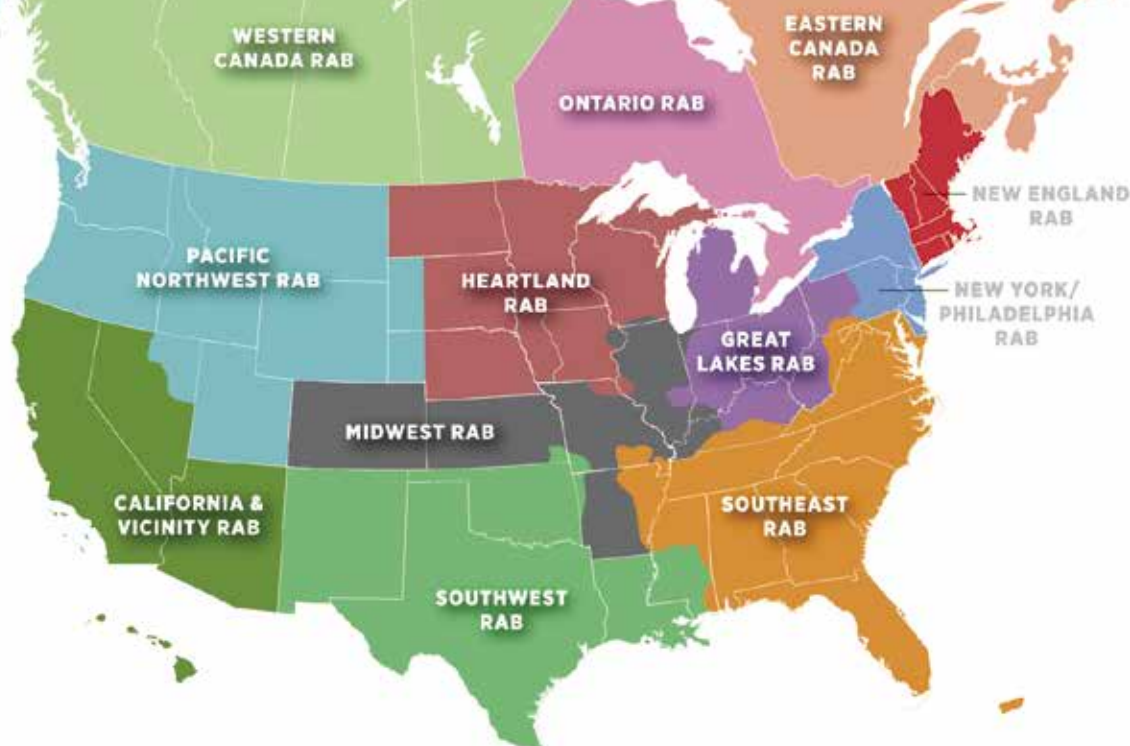 WESTERN
CANADA RAB
EASTERN
CANADA
RAB
ONTARIO RAB
NEW ENGLAND
RAB
PACIFIC
NORTHWEST RAB
HEARTLAND
RAB
NEW YORK/
PHILADELPHIA
RAB
GREAT
LAKES RAB
MIDWEST RAB
CALIFORNIA &
VICINITY RAB
SOUTHEAST
RAB
SOUTHWEST
RAB